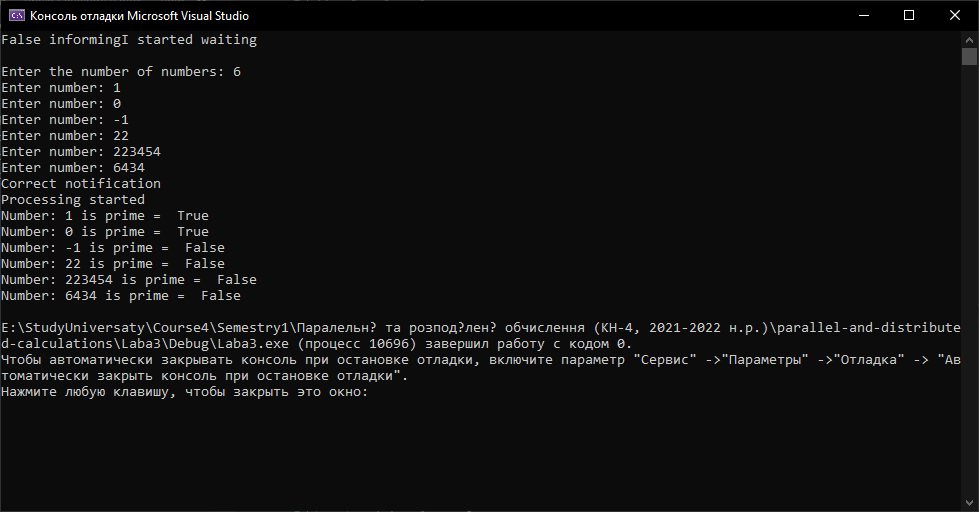 Консоль отладки Microsoft Visual Studio
False informingI started waiting
Enter the number of numbers: 6
Enter number: 1
Enter number: 0
Enter number: -1
Enter number: 22
Enter number: 223454
Enter number: 6434
Correct notification
Processing started
Number: 1 is prime =  True
Number: 0 is prime =  True
Number: -1 is prime =  False
Number: 22 is prime =  False
Number: 223454 is prime =  False
Number: 6434 is prime =  False
E:\StudyUniversaty\Course4\Semestry1\Паралельн? та розпод?лен? обчислення (КН-4, 2021-2022 н.р.)\parallel-and-distribute
d-calculations\Laba3\Debug\Laba3.exe (процесс 10696) завершил работу с кодом 0.
Чтобы автоматически закрывать консоль при остановке отладки, включите параметр "Сервис" ->"Параметры" ->"Отладка" -> "Ав
томатически закрыть консоль при остановке отладки".
Нажмите любую клавишу, чтобы закрыть это окно: